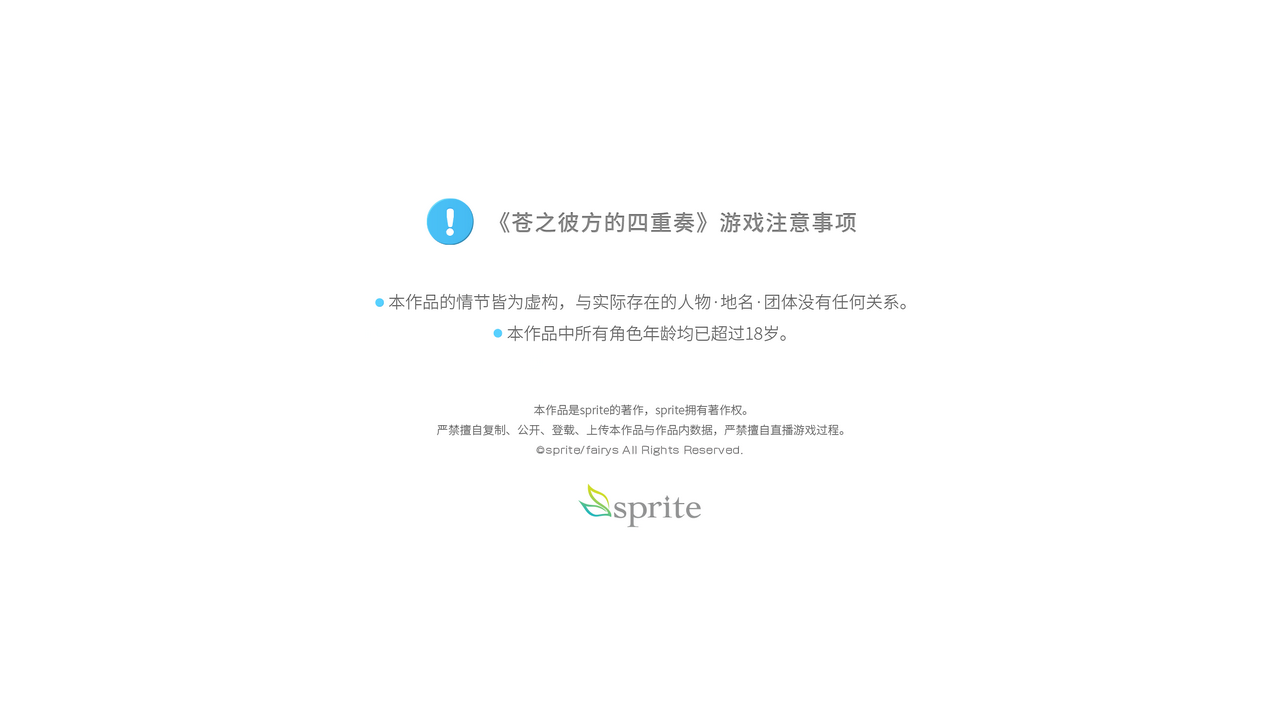 《苍之彼方的四重奏》游戏注意事项
本作品的情节皆为虚构，与实际存在的人物·地名·团体没有任何关系。
本作品中所有角色年龄均已超过18岁。
本作品是sprite的著作，sprite拥有著作权。
严禁擅自复制、公开、登载、上传本作品与作品内数据，严禁擅自直播游戏过程。
©sprite/fairys All Rights Reserved.
sprite